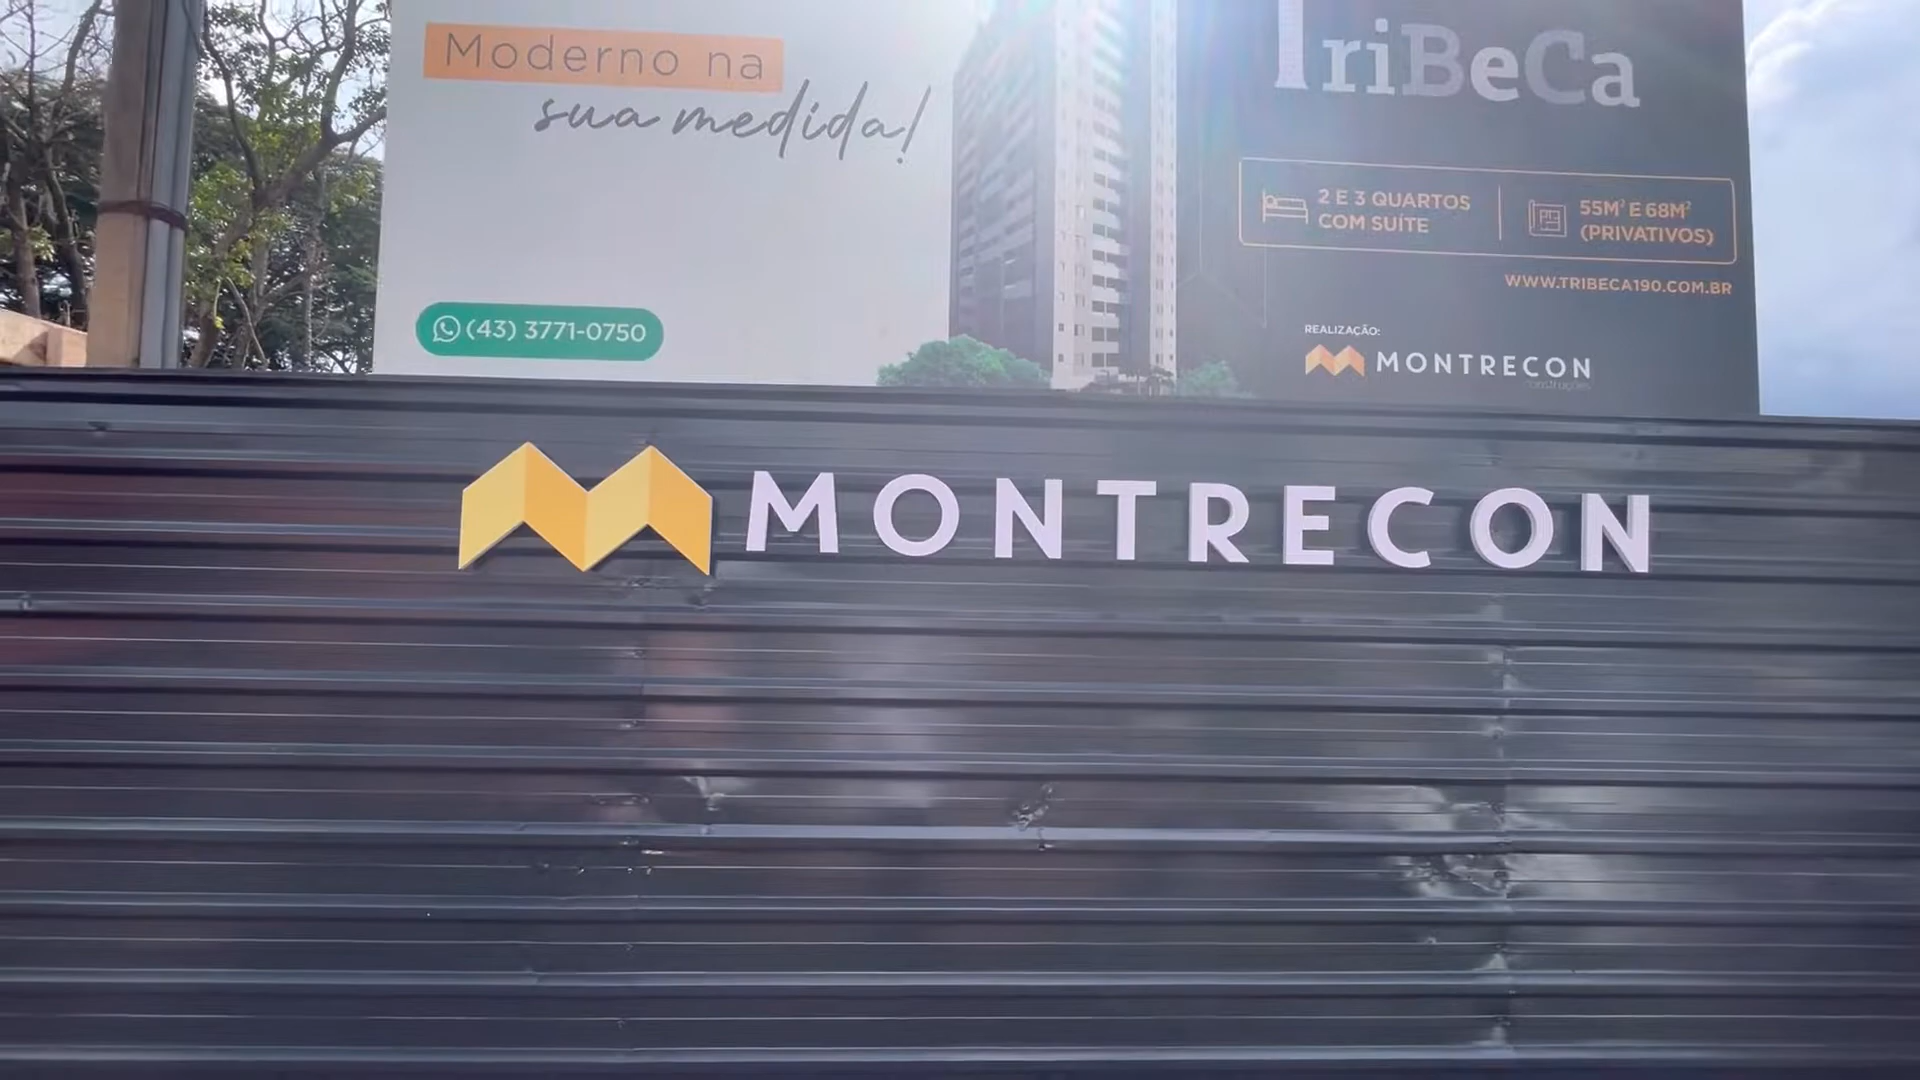 Moderno na
sua medida!
(43) 3771-0750
TriBeCa
2 E 3 QUARTOS
COM SUÍTE
55M² E 68M²
(PRIVATIVOS)
WWW.TRIBECA190.COM.BR
REALIZAÇÃO:
MONTRECON
construções
MONTRECON